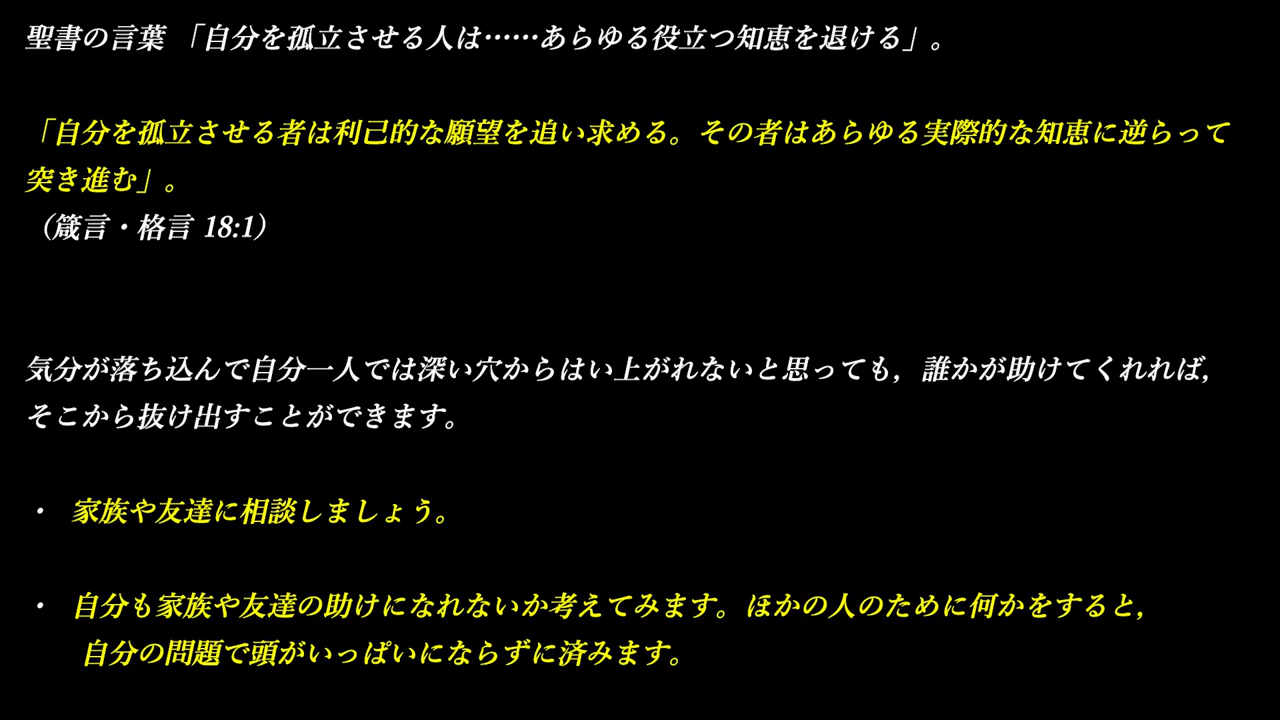 聖書の言葉 「自分を孤立させる人は……あらゆる役立つ知恵を退ける」。
「自分を孤立させる者は利己的な願望を追い求める。その者はあらゆる実際的な知恵に逆らって
突き進む」。
（箴言・格言 18:1）
気分が落ち込んで自分一人では深い穴からはい上がれないと思っても，誰かが助けてくれれば，
そこから抜け出すことができます。
・ 家族や友達に相談しましょう。
・ 自分も家族や友達の助けになれないか考えてみます。ほかの人のために何かをすると，
自分の問題で頭がいっぱいにならずに済みます。